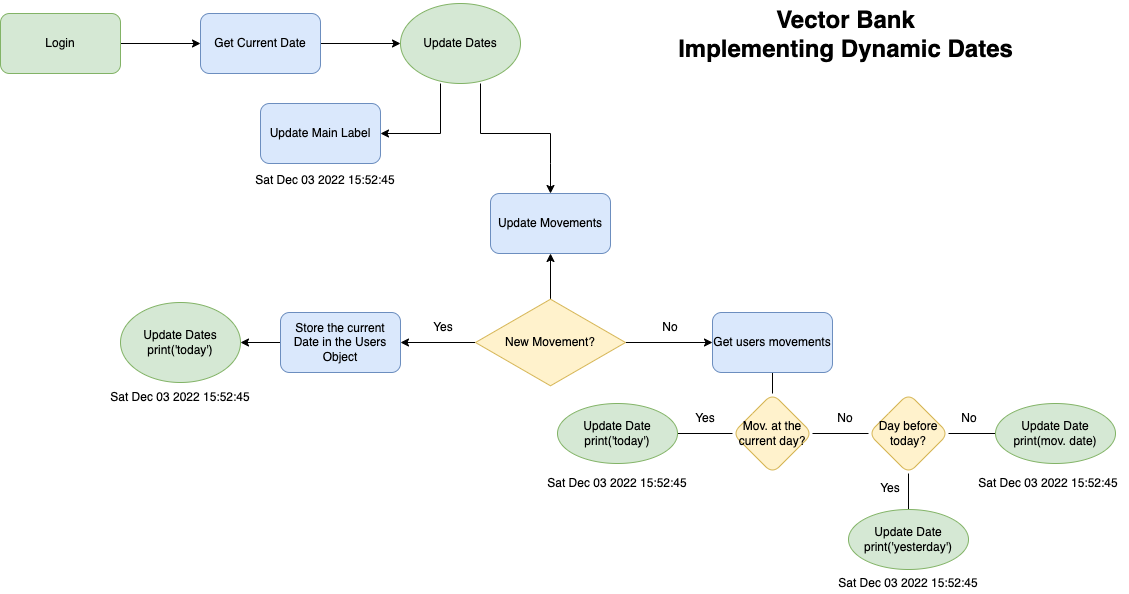 Vector Bank
Implementing Dynamic Dates
Login
Get Current Date
Update Dates
Update Main Label
Sat Dec 03 2022 15:52:45
Update Movements
Update Dates
print('today')
Sat Dec 03 2022 15:52:45
Store the current
Date in the Users
Object
Yes
New Movement?
No
Get users movements
Update Date
print('today')
Sat Dec 03 2022 15:52:45
Yes
Mov. at the
current day?
No
Day before
today?
No
Update Date
print(mov. date)
Sat Dec 03 2022 15:52:45
Yes
Update Date
print('yesterday')
Sat Dec 03 2022 15:52:45